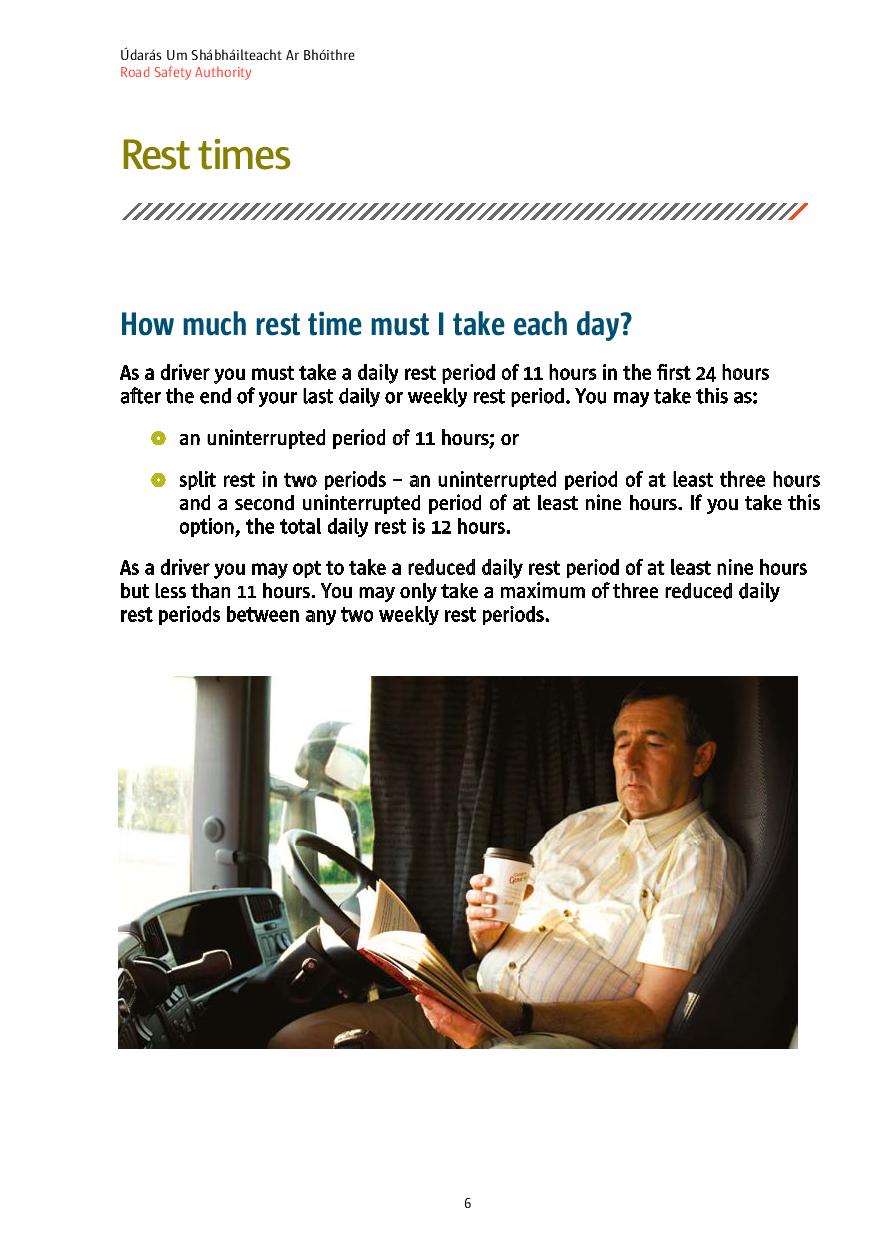 Údarás Um Shábháilteacht Ar Bhóithre
Road Safety Authority
Rest times
How much rest time must I take each day?
As a driver you must take a daily rest period of 11 hours in the first 24 hours
after the end of your last daily or weekly rest period. You may take this as:
an uninterrupted period of 11 hours; or
split rest in two periods – an uninterrupted period of at least three hours
and a second uninterrupted period of at least nine hours. If you take this
option, the total daily rest is 12 hours.
As a driver you may opt to take a reduced daily rest period of at least nine hours
but less than 11 hours. You may only take a maximum of three reduced daily
rest periods between any two weekly rest periods.
6